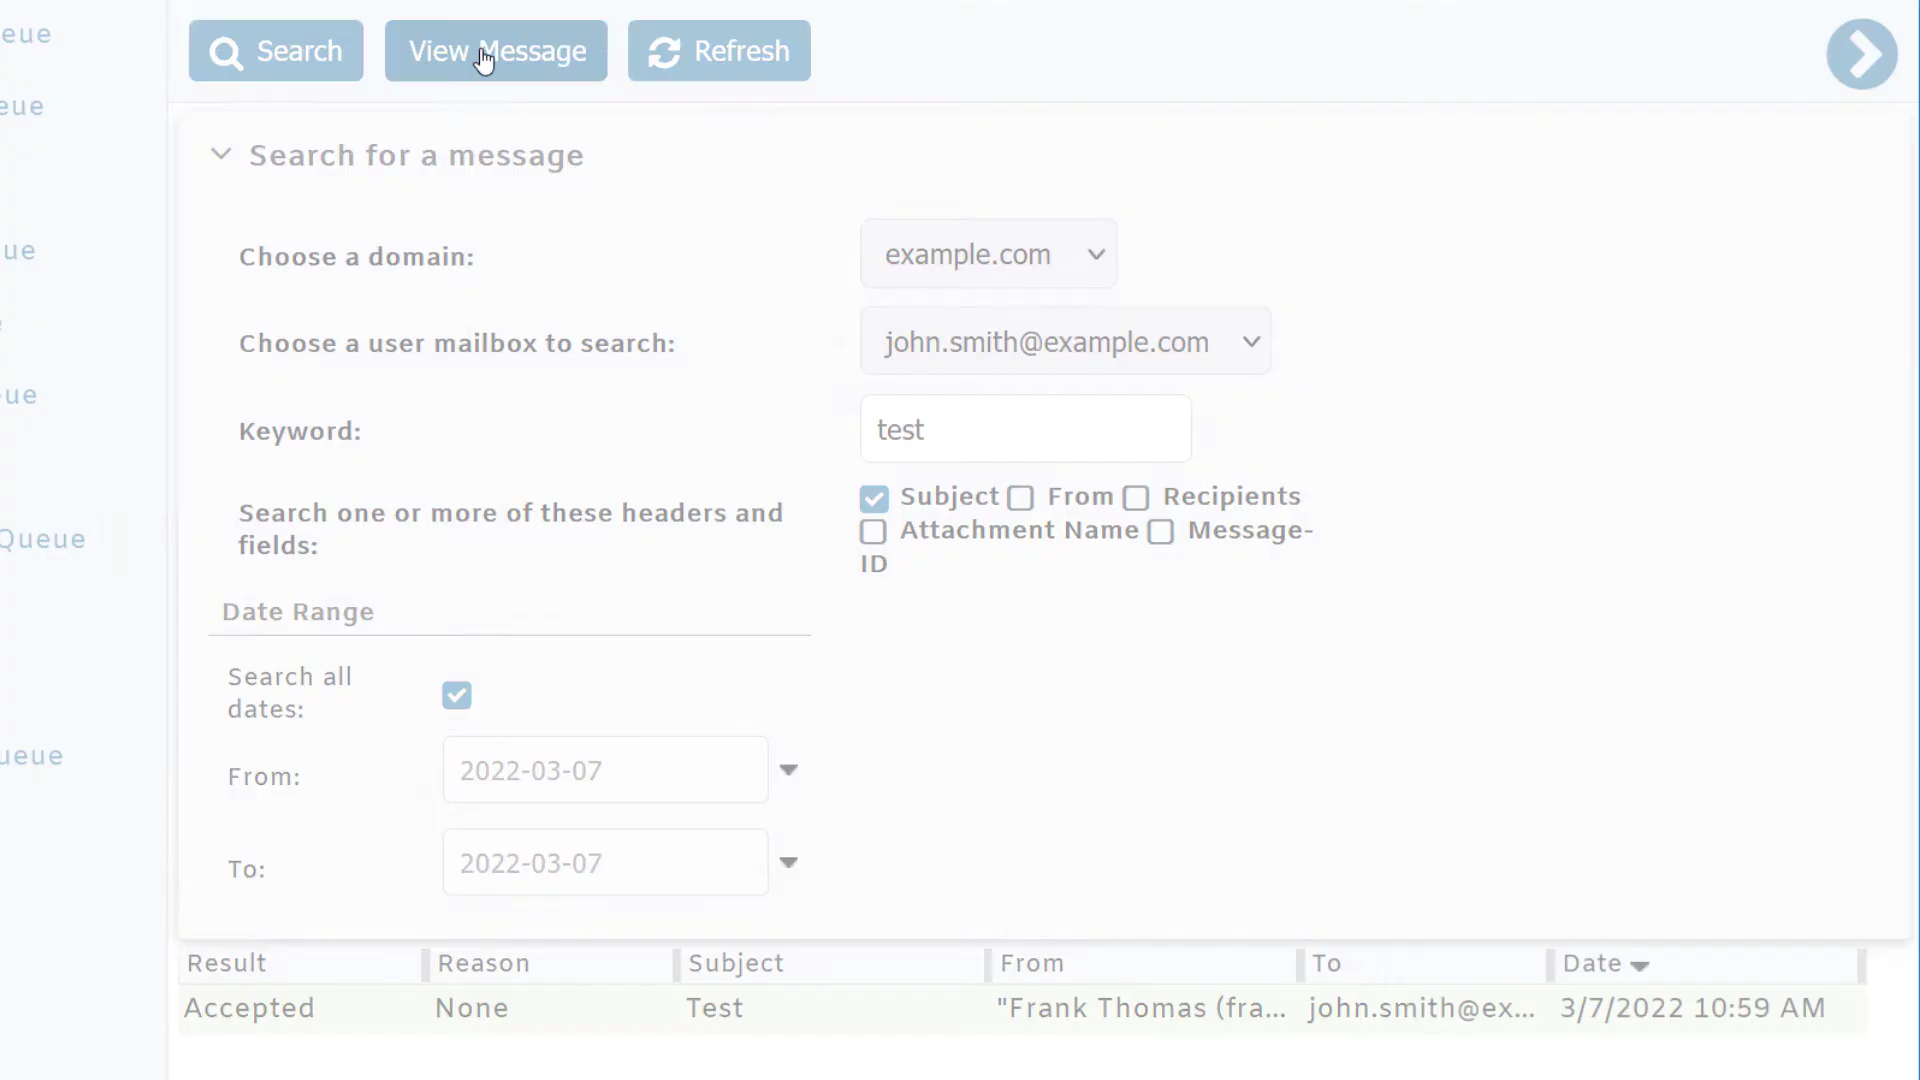 eue
Search
View Message
Refresh
eue
Search for a message
ue
Choose a domain:
example.com
Choose a user mailbox to search:
john.smith@example.com
eue
Keyword:
test
Search one or more of these headers and
fields:
Subject
From
Recipients
Attachment Name
Message-
ID
Queue
Date Range
Search all
dates:
ueue
From:
2022-03-07
To:
2022-03-07
Result
Reason
Subject
From
To
Date
Accepted
None
Test
"Frank Thomas (fra...
john.smith@ex...
3/7/2022 10:59 AM